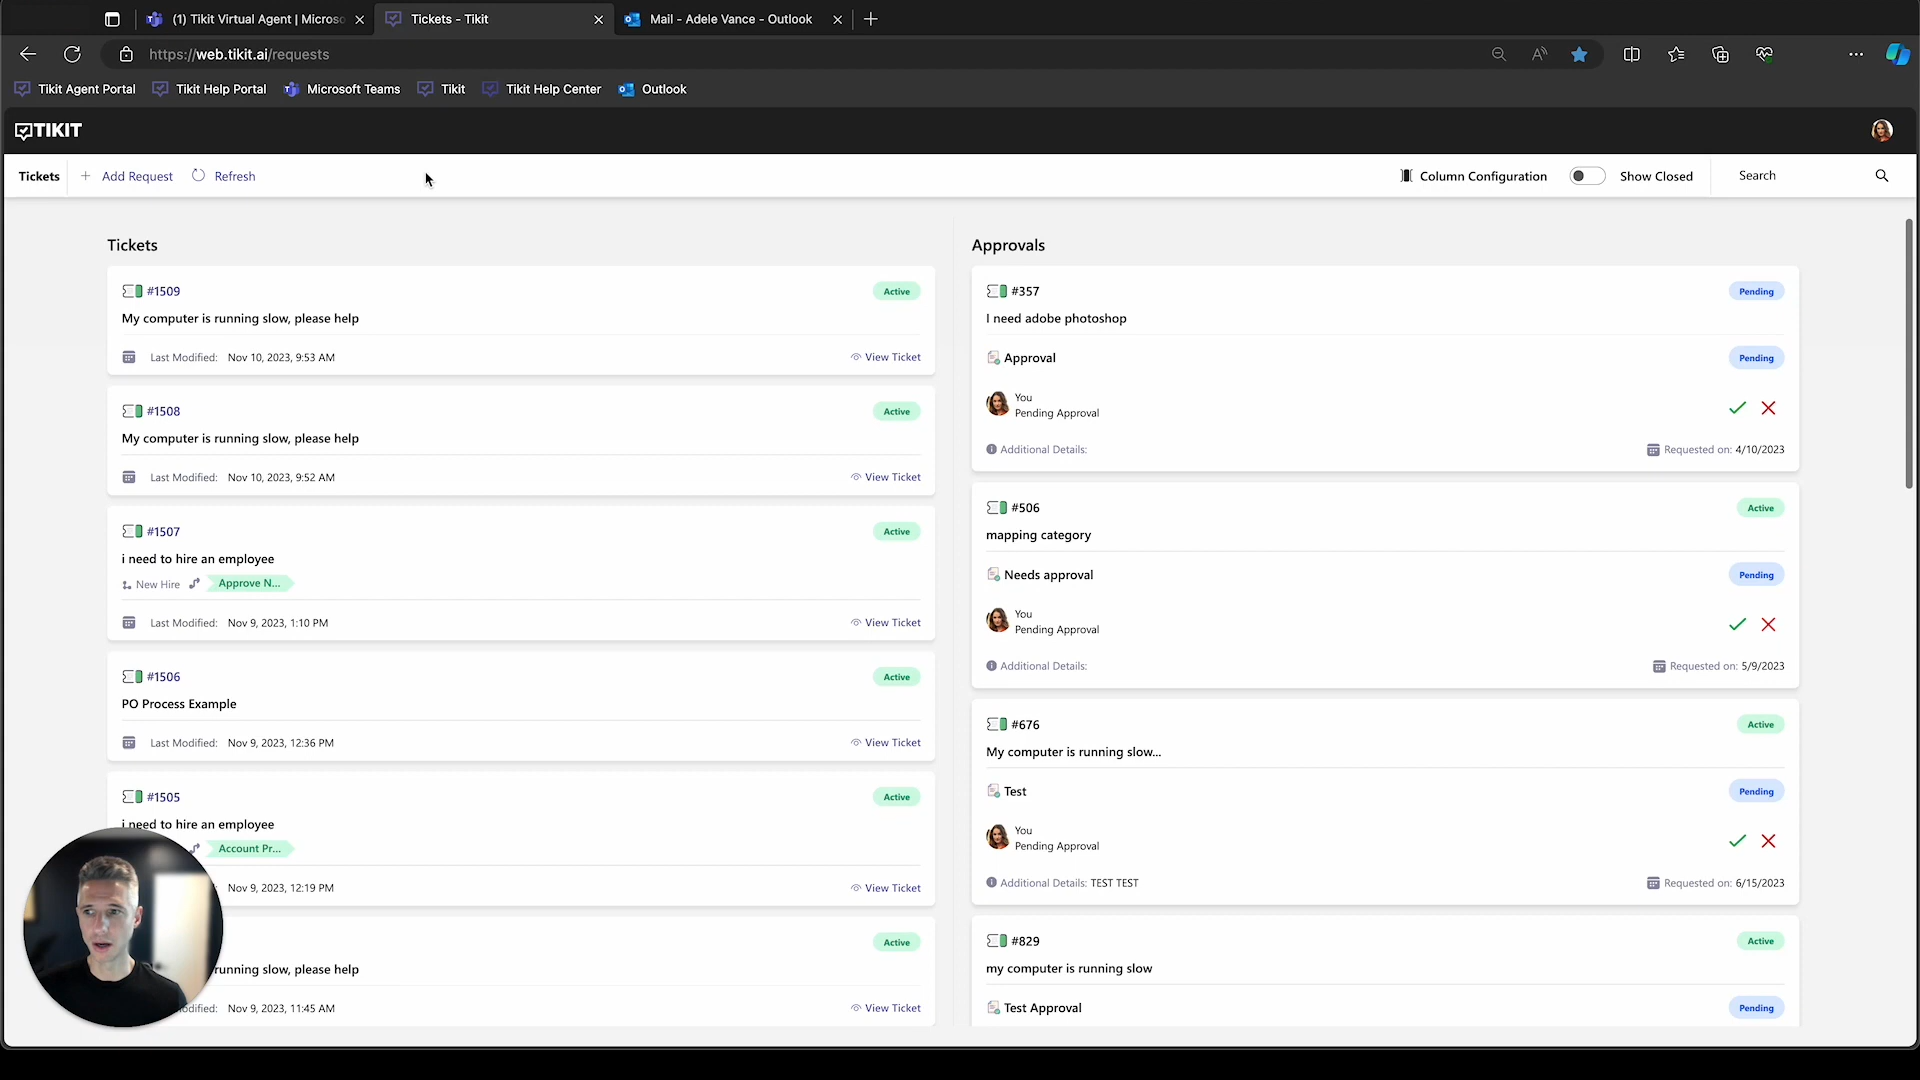 (1) Tikit Virtual Agent | Microso
Tickets - Tikit
Mail - Adele Vance - Outlook
https://web.tikit.ai/requests
Tikit Agent Portal
Tikit Help Portal
Microsoft Teams
Tikit
Tikit Help Center
Outlook
TIKIT
Tickets
Add Request
Refresh
Column Configuration
Show Closed
Search
Tickets
#1509
Active
My computer is running slow, please help
Last Modified: Nov 10, 2023, 9:53 AM
View Ticket
#1508
Active
My computer is running slow, please help
Last Modified: Nov 10, 2023, 9:52 AM
View Ticket
#1507
Active
i need to hire an employee
New Hire
Approve N...
Last Modified: Nov 9, 2023, 1:10 PM
View Ticket
#1506
Active
PO Process Example
Last Modified: Nov 9, 2023, 12:36 PM
View Ticket
#1505
Active
i need to hire an employee
Account Pr...
Nov 9, 2023, 12:19 PM
View Ticket
Active
running slow, please help
Nov 9, 2023, 11:45 AM
View Ticket
Approvals
#357
Pending
I need adobe photoshop
Approval
Pending
You
Pending Approval
Additional Details:
Requested on: 4/10/2023
#506
Active
mapping category
Needs approval
Pending
You
Pending Approval
Additional Details:
Requested on: 5/9/2023
#676
Active
My computer is running slow...
Test
Pending
You
Pending Approval
Additional Details: TEST TEST
Requested on: 6/15/2023
#829
Active
my computer is running slow
Test Approval
Pending